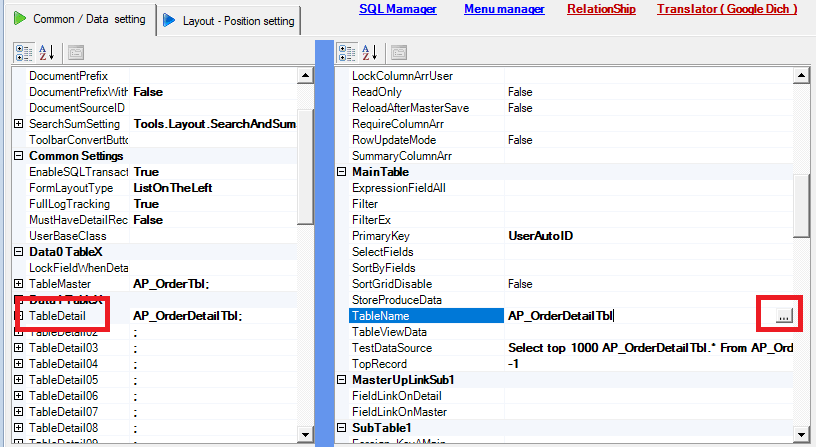 Common / Data setting
Layout - Position setting
SQL Mamager
Menu manager
RelationShip
Translator ( Google Dich )
DocumentPrefix
DocumentPrefixWith False
DocumentSourceID
SearchSumSetting Tools.Layout.SearchAndSum
ToolbarConvertButto
Common Settings
EnableSQLTransact True
FormLayoutType ListOnTheLeft
FullLogTracking True
MustHaveDetailRec False
UserBaseClass
Data0 TableX
LockFieldWhenDeta
TableMaster AP_OrderTbl;
Data1 TableX
TableDetail AP_OrderDetailTbl;
TableDetail02 ;
TableDetail03 ;
TableDetail04 ;
TableDetail05 ;
TableDetail06 ;
TableDetail07 ;
TableDetail08 ;
TableDetail09 ;
LockColumnArrUser
ReadOnly False
ReloadAfterMasterSave False
RequireColumnArr
RowUpdateMode False
SummaryColumnArr
MainTable
ExpressionFieldAll
Filter
FilterEx
PrimaryKey UserAutoID
SelectFields
SortByFields
SortGridDisable False
StoreProduceData
TableName AP_OrderDetailTbl
...
TableViewData
TestDataSource Select top 1000 AP_OrderDetailTbl.* From AP_Ord
TopRecord -1
MasterUpLinkSub1
FieldLinkOnDetail
FieldLinkOnMaster
SubTable1
Foreign_KeyAMain